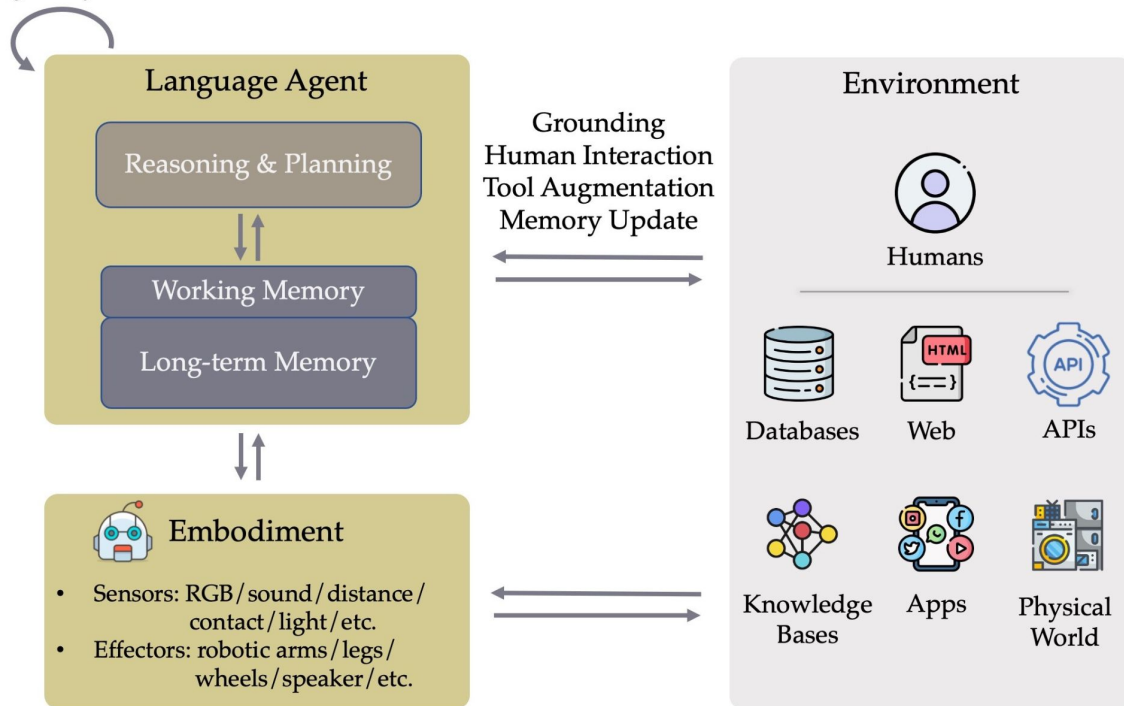 Language Agent
Reasoning & Planning
Working Memory
Long-term Memory
Grounding
Human Interaction
Tool Augmentation
Memory Update
Environment
Humans
HTML
{==}
API
Databases
Web
APIs
Knowledge
Bases
Apps
Physical
World
Embodiment
• Sensors: RGB/sound/distance/
contact/light/etc.
• Effectors: robotic arms/legs/
wheels/speaker/etc.